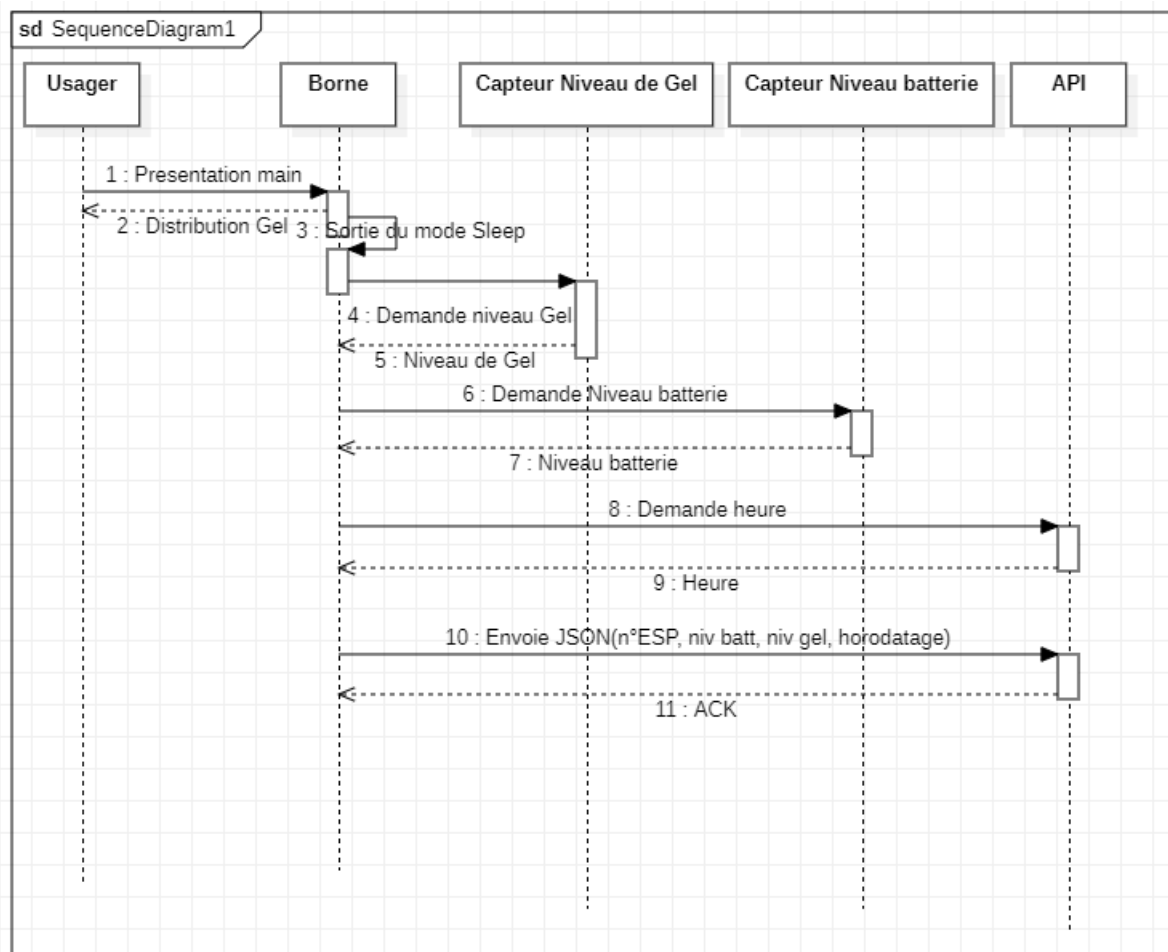 sd SequenceDiagram1
Usager
Borne
Capteur Niveau de Gel
Capteur Niveau batterie
API
1 : Presentation main
2 : Distribution Gel
3 : Sortie du mode Sleep
4 : Demande niveau Gel
5 : Niveau de Gel
6 : Demande Niveau batterie
7 : Niveau batterie
8 : Demande heure
9 : Heure
10 : Envoie JSON(n°ESP, niv batt, niv gel, horodatage)
11 : ACK